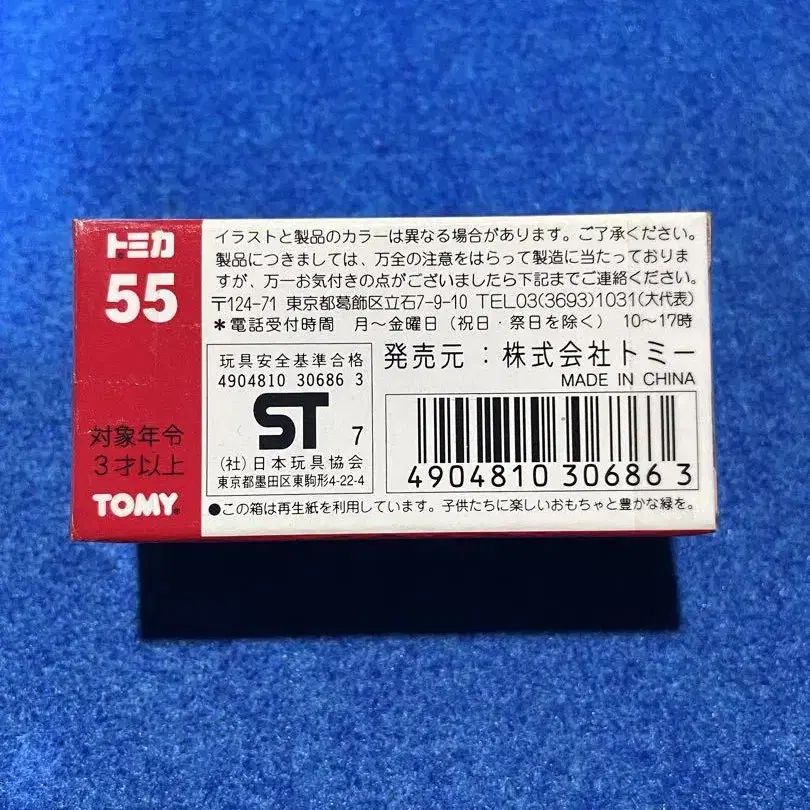 トミカ
55
対象年令
3才以上
TOMY
イラストと製品のカラーは異なる場合があります。ご了承ください。
製品につきましては、万全の注意をはらって製造に当たっておりま
すが、万一お気付きの点がございましたら下記までご連絡ください。
〒124-71 東京都葛飾区立石7-9-10 TEL03(3693)1031(大代表)
＊電話受付時間　月〜金曜日（祝日・祭日を除く）　10〜17時
玩具安全基準合格
4904810 30686 3
ST 7
(社)日本玩具協会
東京都墨田区東駒形4-22-4
発売元：株式会社トミー
MADE IN CHINA
4904810 306863
●この箱は再生紙を利用しています。子供たちに楽しいおもちゃと豊かな緑を。